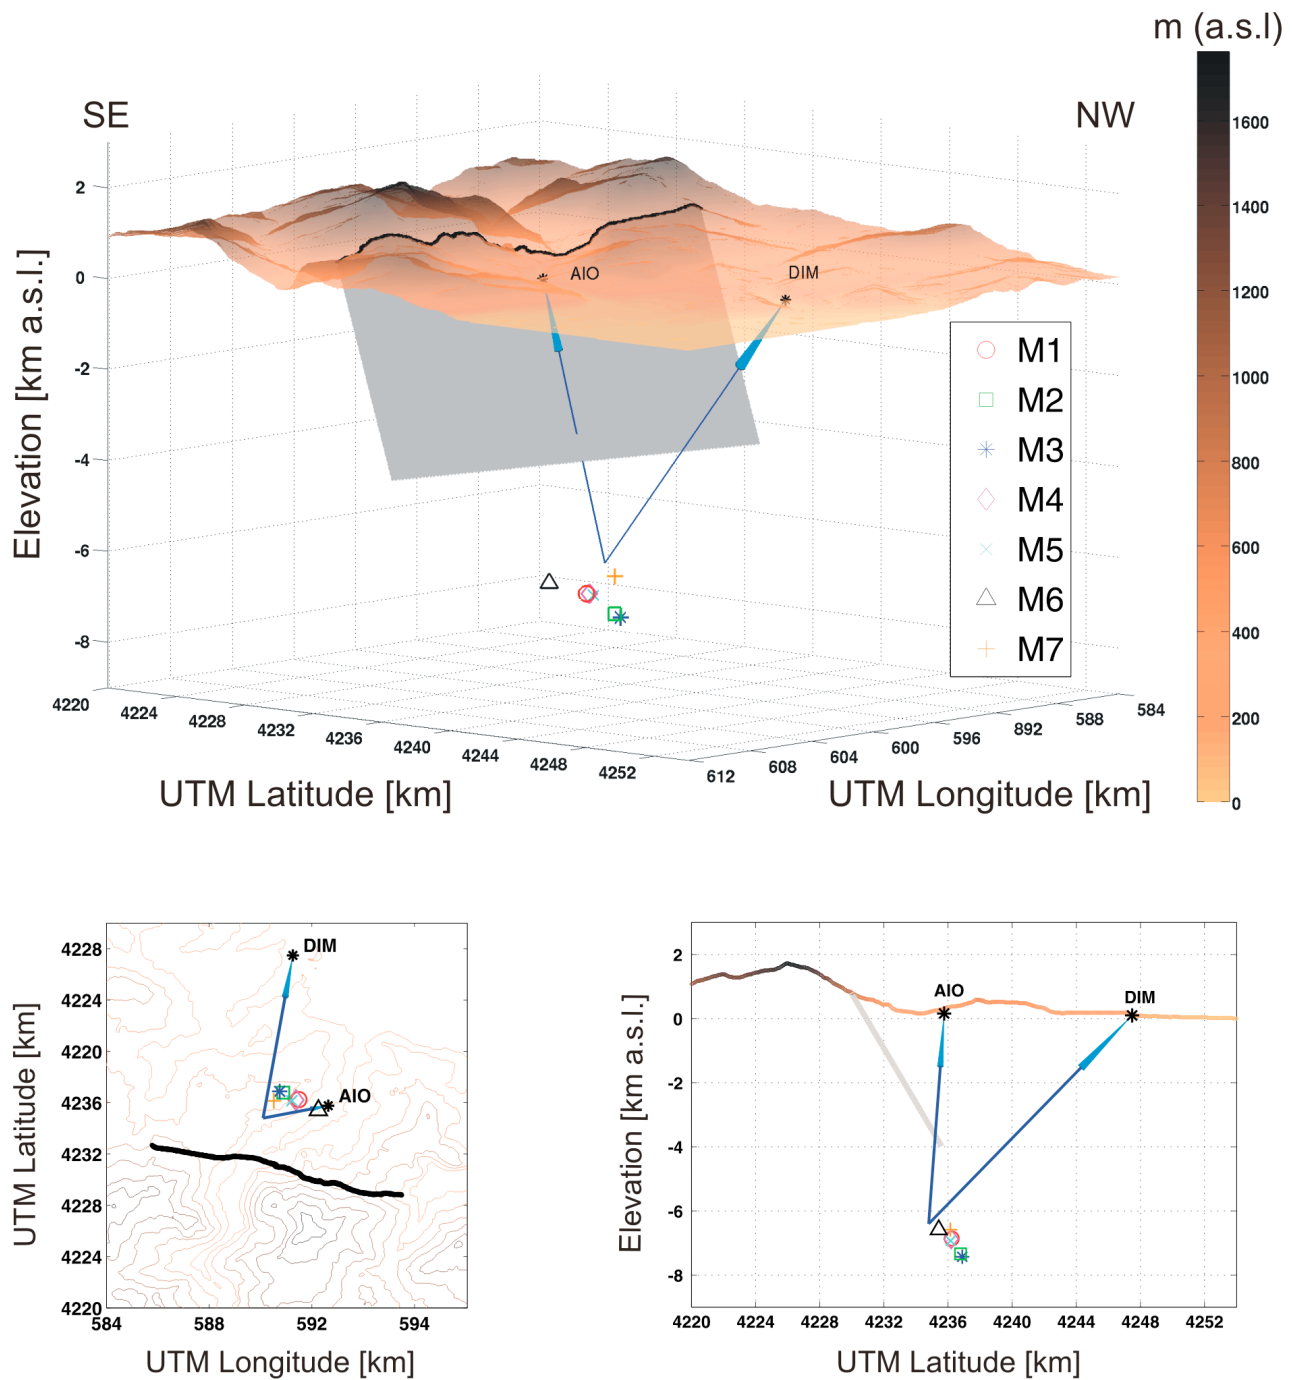 m (a.s.l)
SE
NW
1600
1400
1200
1000
800
600
400
200
0
2
0
-2
-4
-6
-8
Elevation [km a.s.l.]
AIO
DIM
M1
M2
M3
M4
M5
M6
M7
4220
4224
4228
4232
4236
4240
4244
4248
4252
612
608
604
600
596
892
588
584
UTM Latitude [km]
UTM Longitude [km]
4228
4224
4220
4236
4232
4228
4224
4220
UTM Latitude [km]
DIM
AIO
584
588
592
594
UTM Longitude [km]
2
0
-2
-4
-6
-8
Elevation [km a.s.l.]
AIO
DIM
4220
4224
4228
4232
4236
4240
4244
4248
4252
UTM Latitude [km]